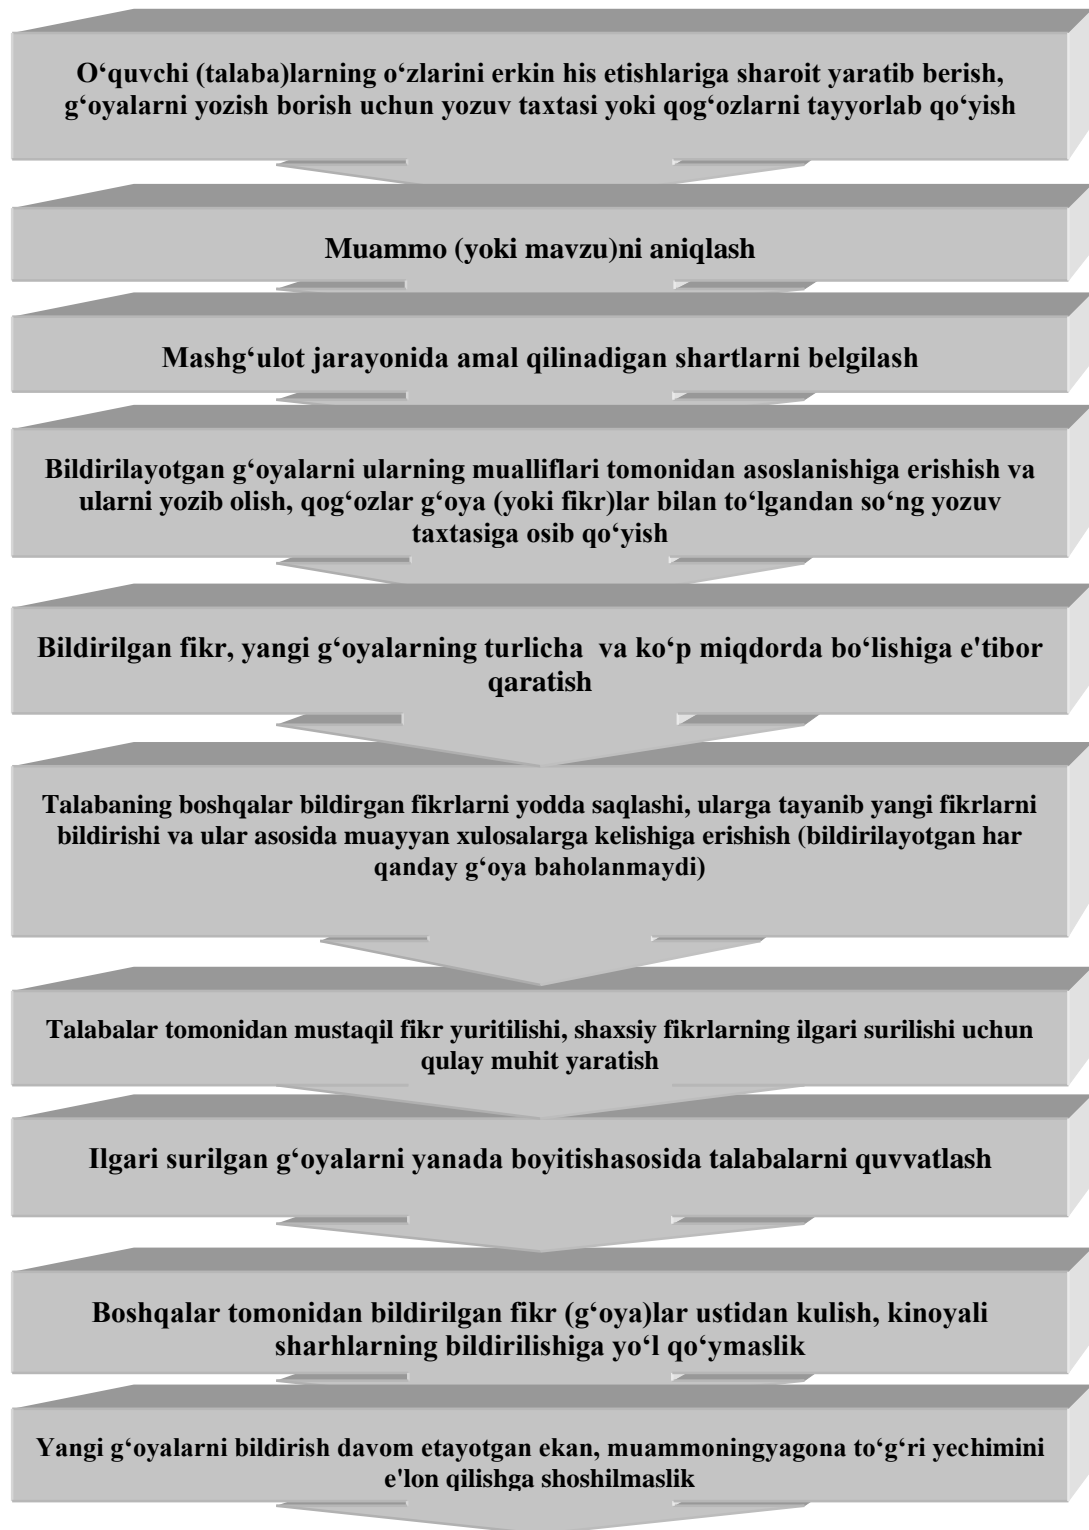 O‘quvchi (talaba)larning o‘zlarini erkin his etishlariga sharoit yaratib berish,
g‘oyalarni yozish borish uchun yozuv taxtasi yoki qog‘ozlarni tayyorlab qo‘yish
Muammo (yoki mavzu)ni aniqlash
Mashg‘ulot jarayonida amal qilinadigan shartlarni belgilash
Bildirilayotgan g‘oyalarni ularning mualliflari tomonidan asoslanishiga erishish va
ularni yozib olish, qog‘ozlar g‘oya (yoki fikr)lar bilan to‘lgandan so‘ng yozuv
taxtasiga osib qo‘yish
Bildirilgan fikr, yangi g‘oyalarning turlicha  va ko‘p miqdorda bo‘lishiga e'tibor
qaratish
Talabaning boshqalar bildirgan fikrlarni yodda saqlashi, ularga tayanib yangi fikrlarni
bildirishi va ular asosida muayyan xulosalarga kelishiga erishish (bildirilayotgan har
qanday g‘oya baholanmaydi)
Talabalar tomonidan mustaqil fikr yuritilishi, shaxsiy fikrlarning ilgari surilishi uchun
qulay muhit yaratish
Ilgari surilgan g‘oyalarni yanada boyitishasosida talabalarni quvvatlash
Boshqalar tomonidan bildirilgan fikr (g‘oya)lar ustidan kulish, kinoyali
sharhlarning bildirilishiga yo‘l qo‘ymaslik
Yangi g‘oyalarni bildirish davom etayotgan ekan, muammoningyagona to‘g‘ri yechimini
e'lon qilishga shoshilmaslik